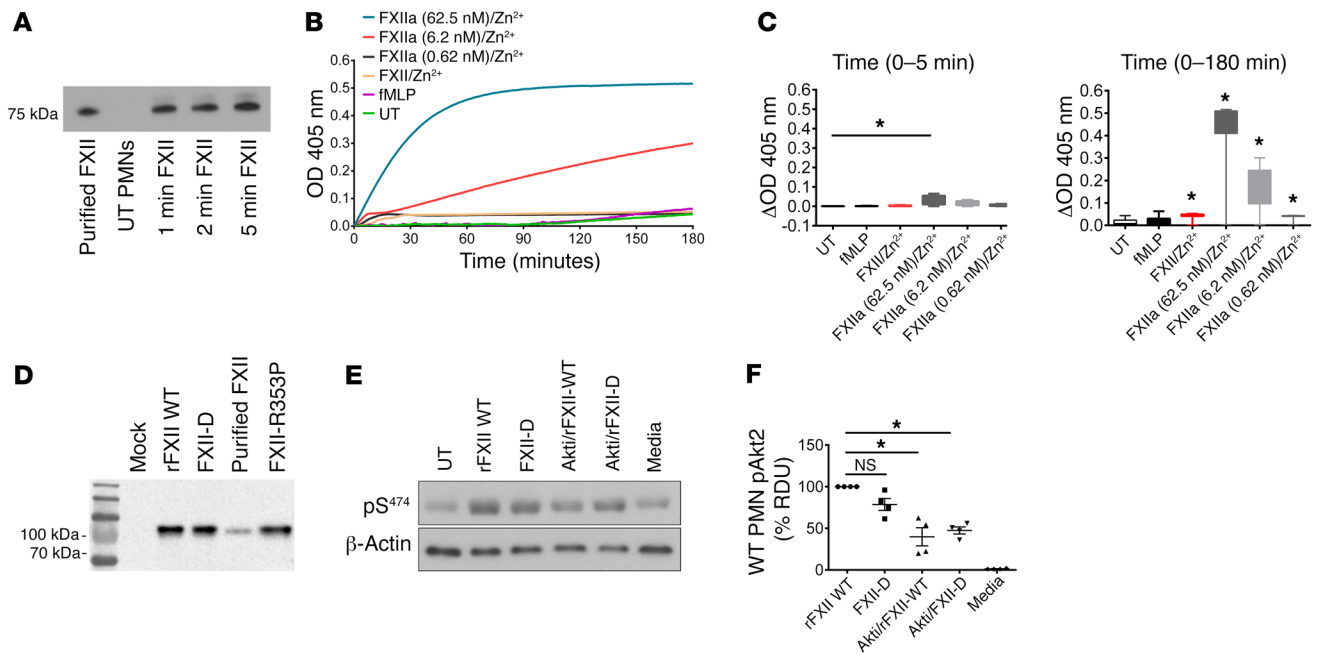 A
75 kDa
Purified FXII
UT PMNs
1 min FXII
2 min FXII
5 min FXII
B
FXIIa (62.5 nM)/Zn²⁺
FXIIa (6.2 nM)/Zn²⁺
FXIIa (0.62 nM)/Zn²⁺
FXII/Zn²⁺
fMLP
UT
OD 405 nm
0.6
0.5
0.4
0.3
0.2
0.1
0.0
0 30 60 90 120 150 180
Time (minutes)
C
Time (0–5 min)
ΔOD 405 nm
0.6
0.5
0.4
0.3
0.2
0.1
0.0
-0.1
*
UT
fMLP
FXII/Zn²⁺
FXIIa (62.5 nM)/Zn²⁺
FXIIa (6.2 nM)/Zn²⁺
FXIIa (0.62 nM)/Zn²⁺
Time (0–180 min)
ΔOD 405 nm
0.6
0.5
0.4
0.3
0.2
0.1
0.0
* * * *
UT
fMLP
FXII/Zn²⁺
FXIIa (62.5 nM)/Zn²⁺
FXIIa (6.2 nM)/Zn²⁺
FXIIa (0.62 nM)/Zn²⁺
D
Mock
rFXII WT
FXII-D
Purified FXII
FXII-R353P
100 kDa-
70 kDa-
E
UT
rFXII WT
FXII-D
Akti/rFXII-WT
Akti/rFXII-D
Media
pS⁴⁷⁴
β-Actin
F
WT PMN pAkt2
(% RDU)
150
100
50
0
*
*
NS
rFXII WT
FXII-D
Akti/rFXII-WT
Akti/FXII-D
Media